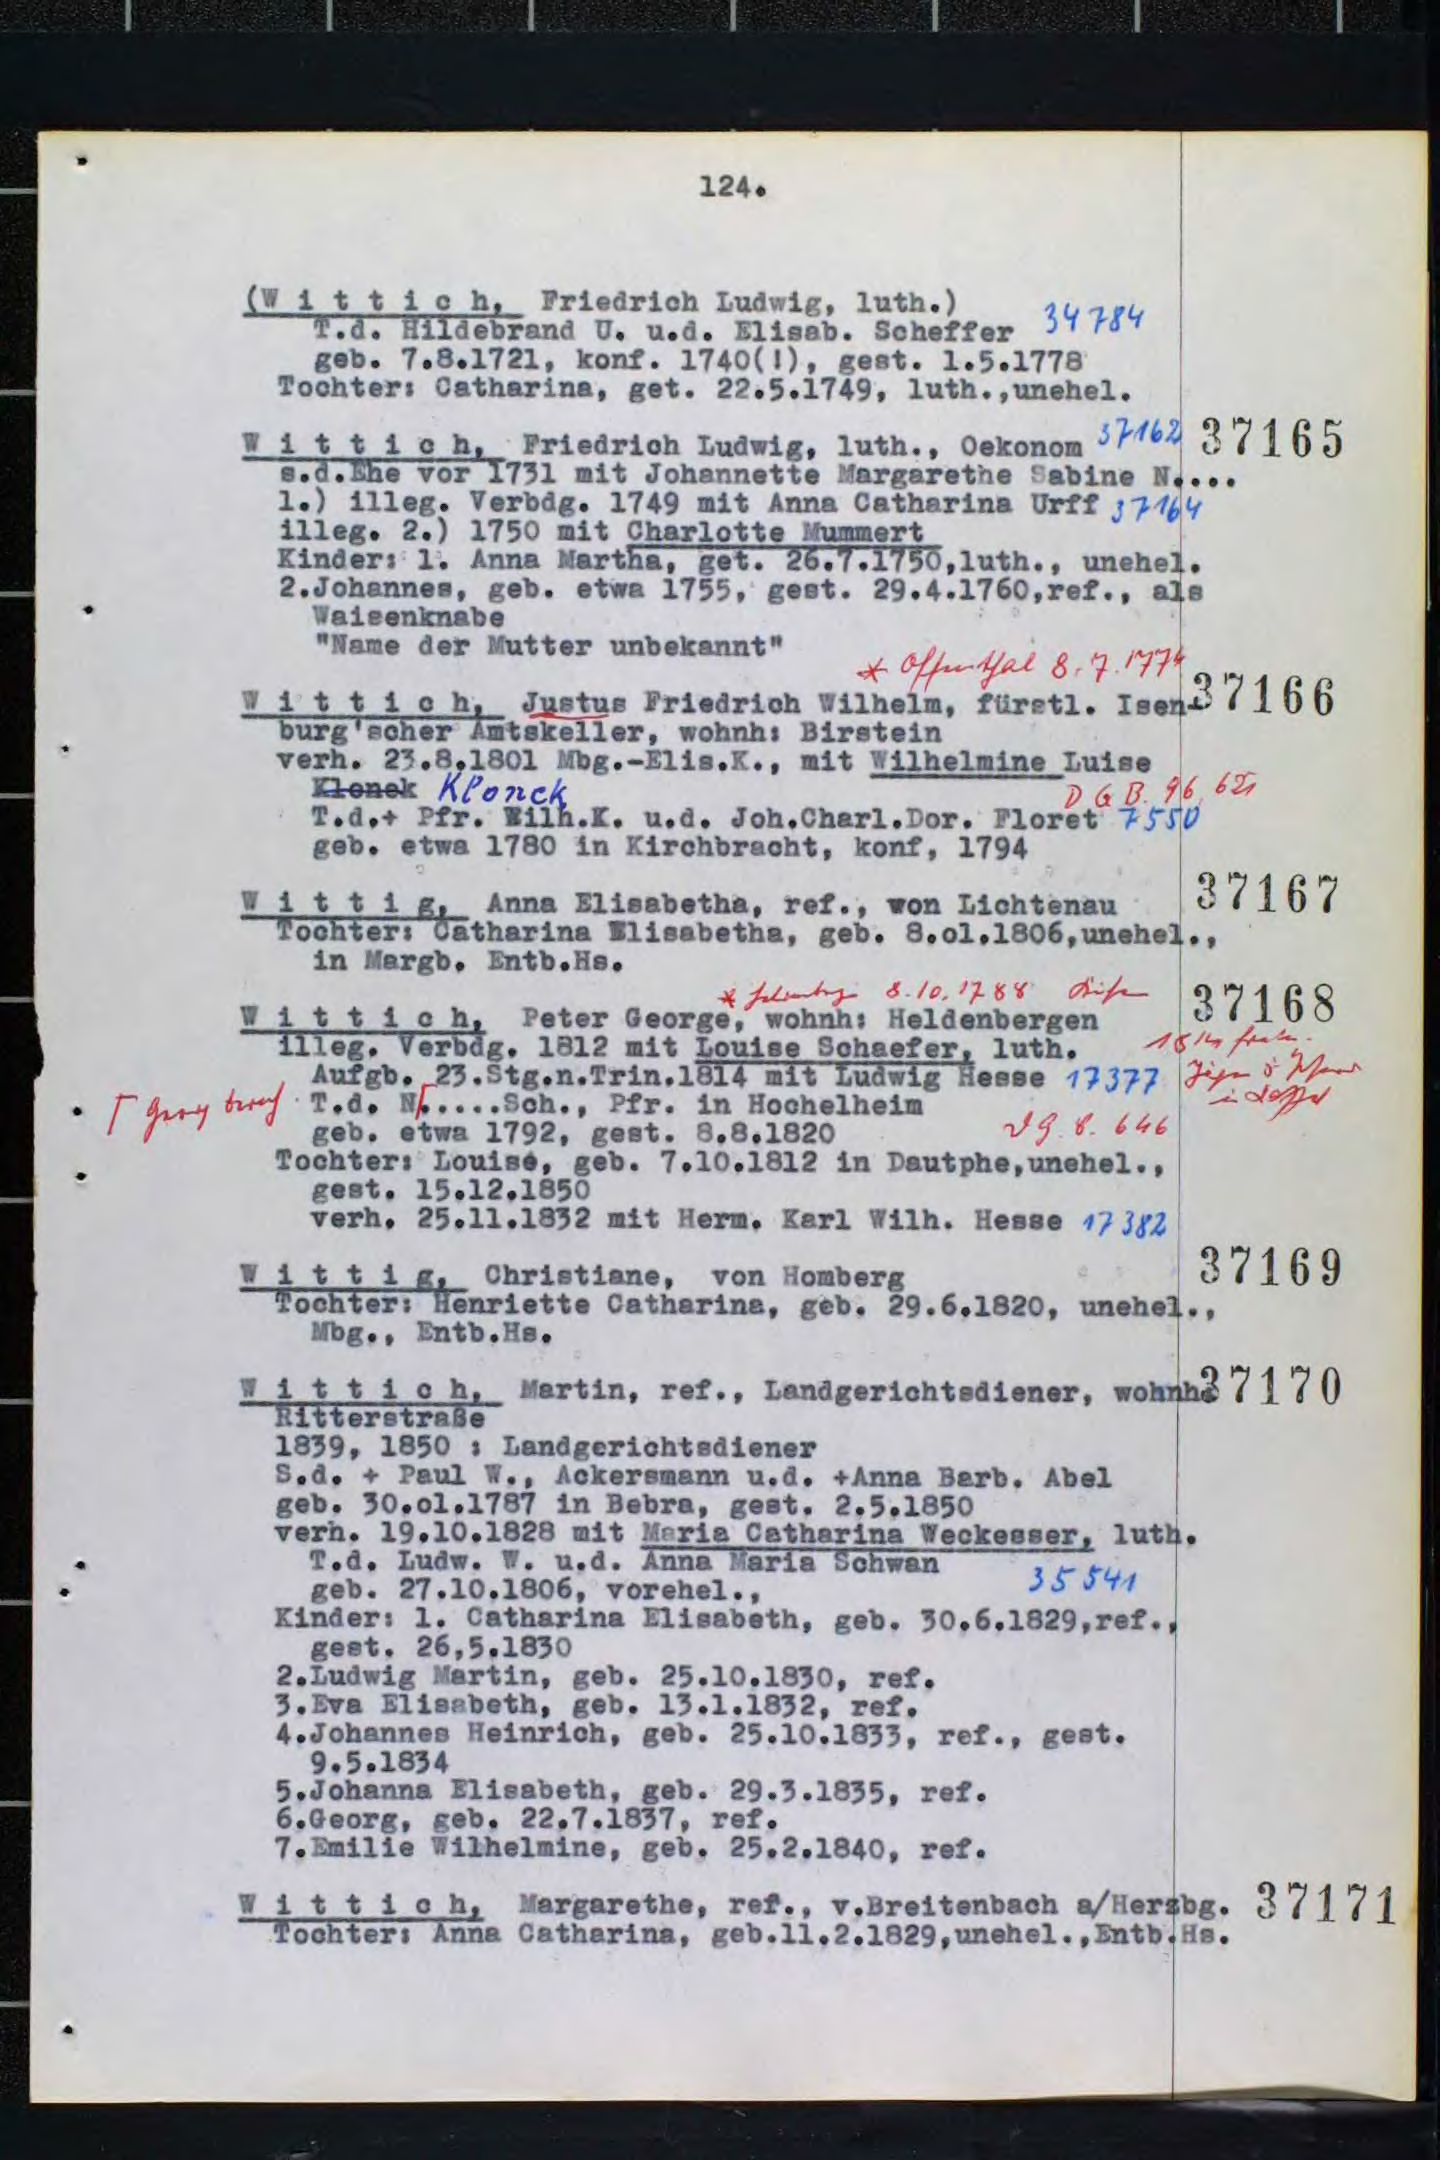 124.
(W i t t i c h, Friedrich Ludwig, luth.)
T.d. Hildebrand U. u.d. Elisab. Scheffer 34784
geb. 7.8.1721, konf. 1740(!), gest. 1.5.1778
Tochter: Catharina, get. 22.5.1749, luth.,unehel.
W i t t i c h, Friedrich Ludwig, luth., Oekonom 37162 37165
s.d.Ehe vor 1731 mit Johannette Margarethe Sabine N....
1.) illeg. Verbdg. 1749 mit Anna Catharina Urff 37164
illeg. 2.) 1750 mit Charlotte Mummert
Kinder: 1. Anna Martha, get. 26.7.1750,luth., unehel.
2.Johannes, geb. etwa 1755, gest. 29.4.1760,ref., als
Waisenknabe
"Name der Mutter unbekannt"
* Offenthal 8.7.1774
W i t t i c h, Justus Friedrich Wilhelm, fürstl. Isen- 37166
burg'scher Amtskeller, wohnh: Birstein
verh. 23.8.1801 Mbg.-Elis.K., mit Wilhelmine Luise
Klonek Klonck D G B. 96, 621
T.d.+ Pfr. Wilh.K. u.d. Joh.Charl.Dor. Floret 7550
geb. etwa 1780 in Kirchbracht, konf, 1794
W i t t i g, Anna Elisabetha, ref., von Lichtenau 37167
Tochter: Catharina Elisabetha, geb. 8.o1.1806,unehel.,
in Margb. Entb.Hs.
* 8.10.1788
W i t t i c h, Peter George, wohnh: Heldenbergen 37168
illeg. Verbdg. 1812 mit Louise Schaefer, luth.
Aufgb. 23.Stg.n.Trin.1814 mit Ludwig Hesse 17377
Georg T.d. N.....Sch., Pfr. in Hochelheim
geb. etwa 1792, gest. 8.8.1820 646
Tochter: Louise, geb. 7.10.1812 in Dautphe,unehel.,
gest. 15.12.1850
verh. 25.11.1832 mit Herm. Karl Wilh. Hesse 17382
W i t t i g, Christiane, von Homberg 37169
Tochter: Henriette Catharina, geb. 29.6.1820, unehel.,
Mbg., Entb.Hs.
W i t t i c h, Martin, ref., Landgerichtsdiener, wohnh: 37170
Ritterstraße
1839, 1850 : Landgerichtsdiener
S.d. + Paul W., Ackersmann u.d. +Anna Barb. Abel
geb. 30.o1.1787 in Bebra, gest. 2.5.1850
verh. 19.10.1828 mit Maria Catharina Weckesser, luth.
T.d. Ludw. W. u.d. Anna Maria Schwan
geb. 27.10.1806, vorehel., 35541
Kinder: 1. Catharina Elisabeth, geb. 30.6.1829,ref.,
gest. 26,5.1830
2.Ludwig Martin, geb. 25.10.1830, ref.
3.Eva Elisabeth, geb. 13.1.1832, ref.
4.Johannes Heinrich, geb. 25.10.1833, ref., gest.
9.5.1834
5.Johanna Elisabeth, geb. 29.3.1835, ref.
6.Georg, geb. 22.7.1837, ref.
7.Emilie Wilhelmine, geb. 25.2.1840, ref.
W i t t i c h, Margarethe, ref., v.Breitenbach a/Herzbg. 37171
Tochter: Anna Catharina, geb.11.2.1829,unehel.,Entb.Hs.